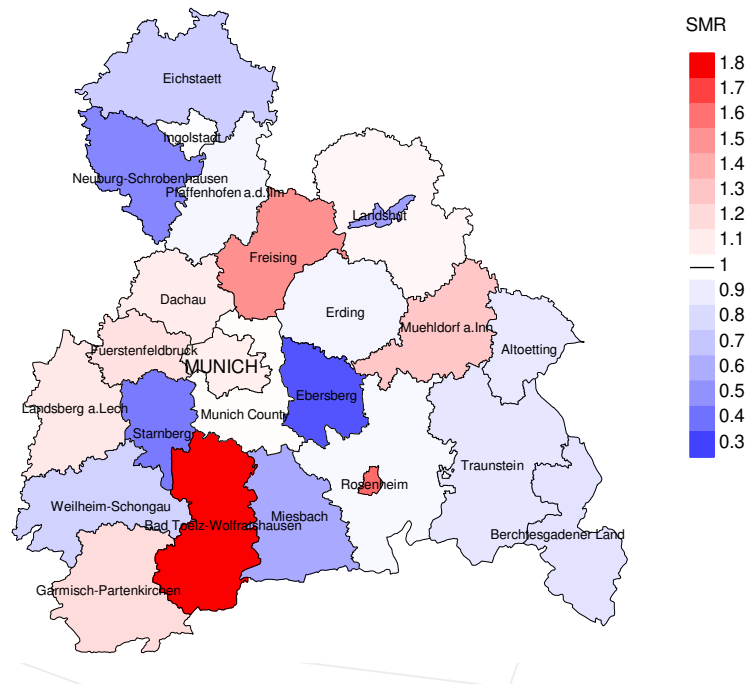 SMR
1.8
1.7
1.6
1.5
1.4
1.3
1.2
1.1
1
0.9
0.8
0.7
0.6
0.5
0.4
0.3
Eichstaett
Ingolstadt
Neuburg-Schrobenhausen
Pfaffenhofen a.d.Ilm
Landshut
Freising
Dachau
Erding
Muehldorf a.Inn
Altoetting
Fuerstenfeldbruck
MUNICH
Ebersberg
Landsberg a.Lech
Munich County
Starnberg
Traunstein
Rosenheim
Weilheim-Schongau
Miesbach
Bad Toelz-Wolfratshausen
Berchtesgadener Land
Garmisch-Partenkirchen